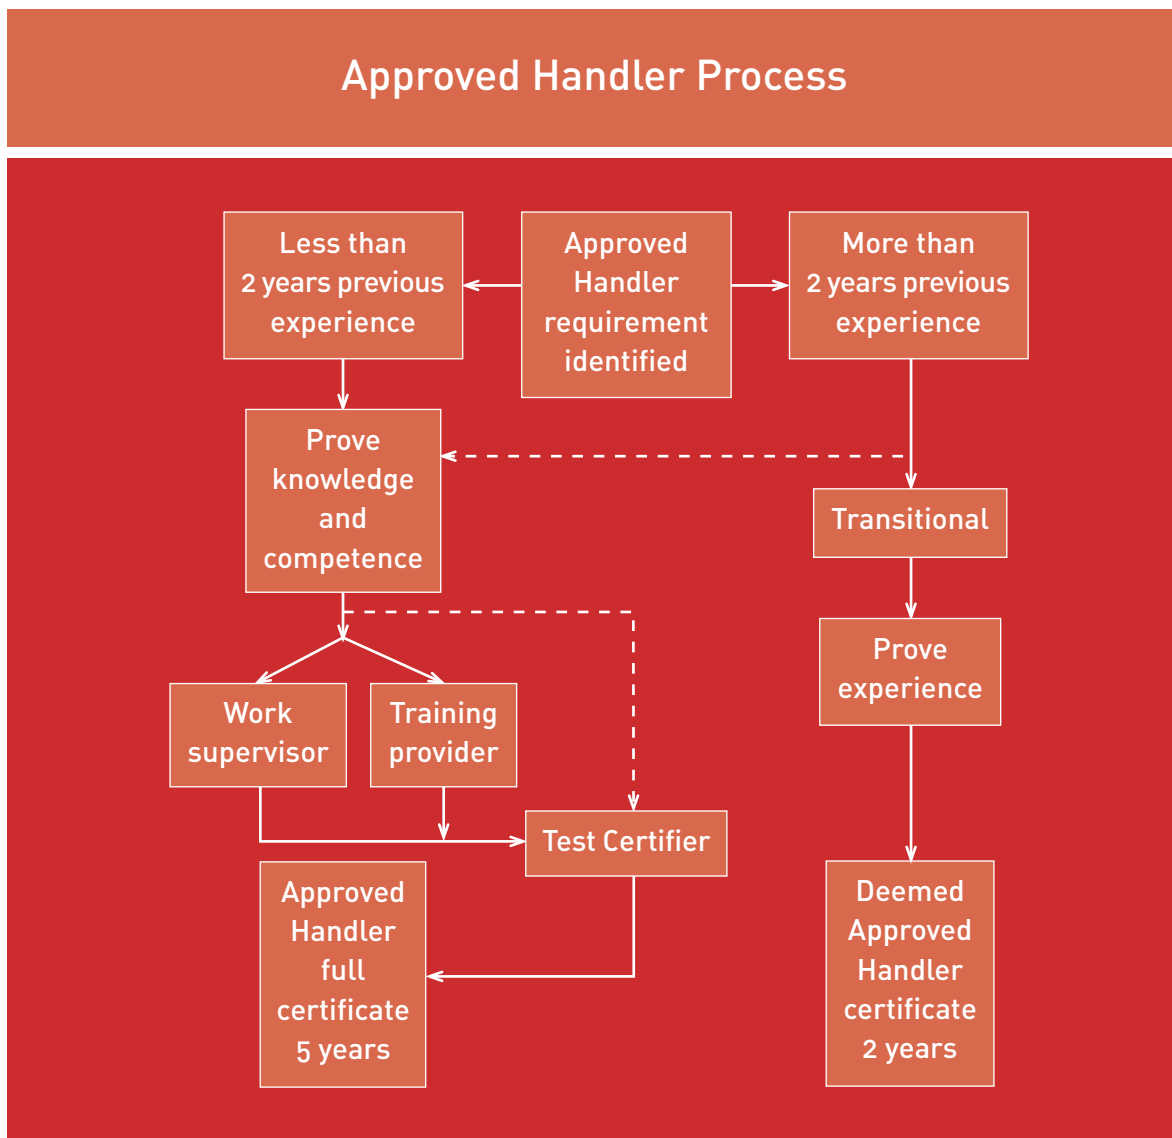 Approved Handler Process
Less than
2 years previous
experience
Approved
Handler
requirement
identified
More than
2 years previous
experience
Prove
knowledge
and
competence
Transitional
Prove
experience
Work
supervisor
Training
provider
Test Certifier
Approved
Handler
full
certificate
5 years
Deemed
Approved
Handler
certificate
2 years